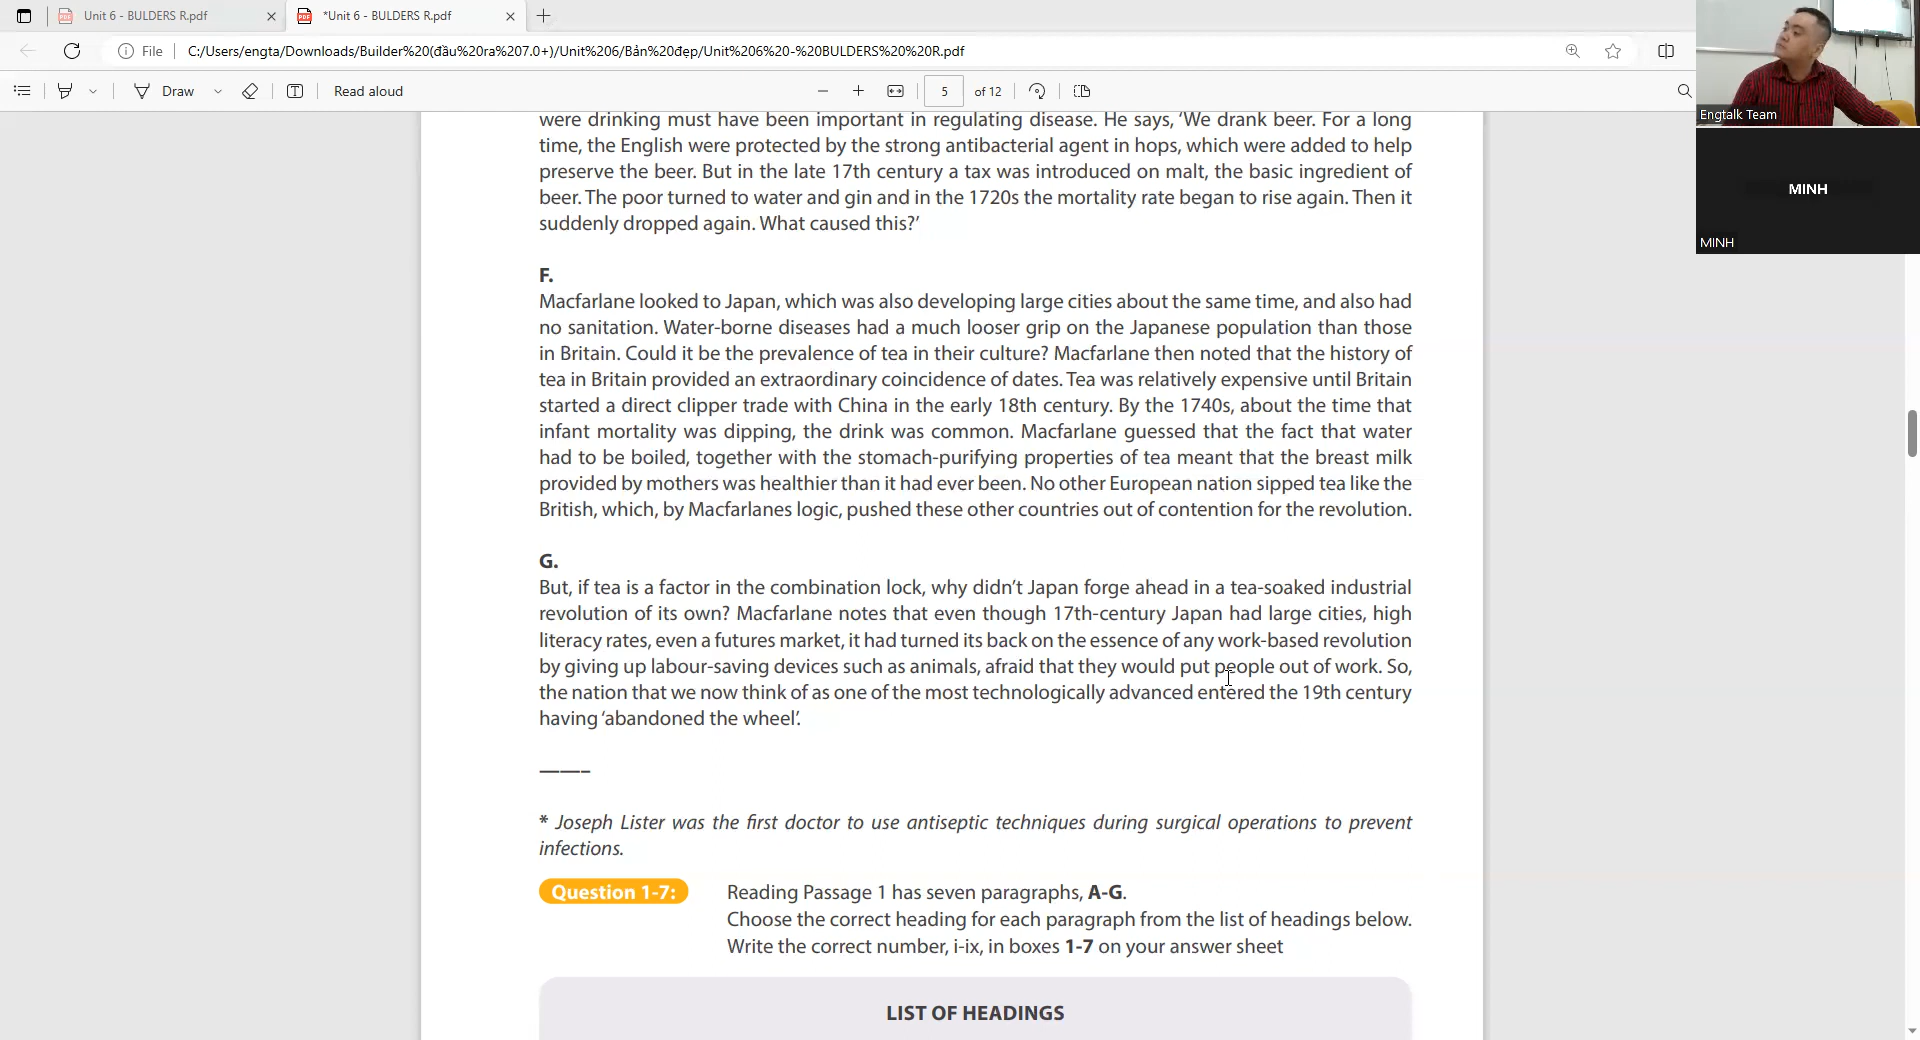 Unit 6 - BULDERS R.pdf
*Unit 6 - BULDERS R.pdf
File
C:/Users/engta/Downloads/Builder%20(đầu%20ra%207.0+)/Unit%206/Bản%20đẹp/Unit%206%20-%20BULDERS%20%20R.pdf
Draw
Read aloud
5
of 12
Engtalk Team
MINH
MINH
were drinking must have been important in regulating disease. He says, ‘We drank beer. For a long
time, the English were protected by the strong antibacterial agent in hops, which were added to help
preserve the beer. But in the late 17th century a tax was introduced on malt, the basic ingredient of
beer. The poor turned to water and gin and in the 1720s the mortality rate began to rise again. Then it
suddenly dropped again. What caused this?’
F.
Macfarlane looked to Japan, which was also developing large cities about the same time, and also had
no sanitation. Water-borne diseases had a much looser grip on the Japanese population than those
in Britain. Could it be the prevalence of tea in their culture? Macfarlane then noted that the history of
tea in Britain provided an extraordinary coincidence of dates. Tea was relatively expensive until Britain
started a direct clipper trade with China in the early 18th century. By the 1740s, about the time that
infant mortality was dipping, the drink was common. Macfarlane guessed that the fact that water
had to be boiled, together with the stomach-purifying properties of tea meant that the breast milk
provided by mothers was healthier than it had ever been. No other European nation sipped tea like the
British, which, by Macfarlanes logic, pushed these other countries out of contention for the revolution.
G.
But, if tea is a factor in the combination lock, why didn’t Japan forge ahead in a tea-soaked industrial
revolution of its own? Macfarlane notes that even though 17th-century Japan had large cities, high
literacy rates, even a futures market, it had turned its back on the essence of any work-based revolution
by giving up labour-saving devices such as animals, afraid that they would put people out of work. So,
the nation that we now think of as one of the most technologically advanced entered the 19th century
having ‘abandoned the wheel’.
* Joseph Lister was the first doctor to use antiseptic techniques during surgical operations to prevent
infections.
Question 1-7:
Reading Passage 1 has seven paragraphs, A-G.
Choose the correct heading for each paragraph from the list of headings below.
Write the correct number, i-ix, in boxes 1-7 on your answer sheet
LIST OF HEADINGS